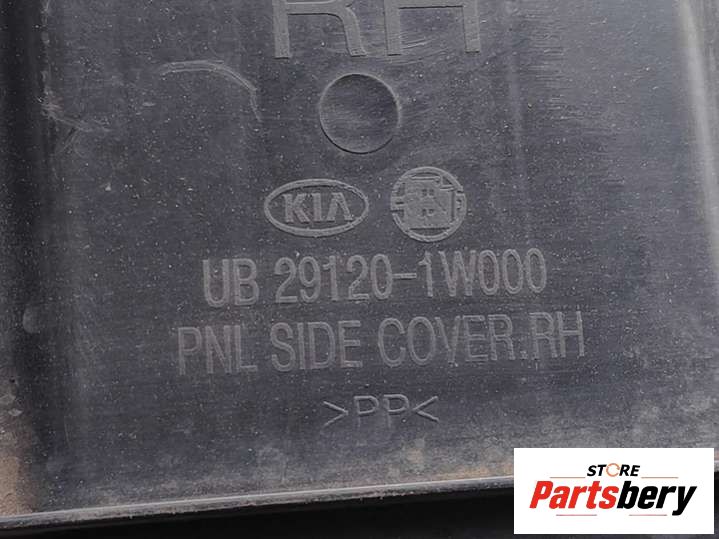 RH
KIA
UB 29120-1W000
PNL SIDE COVER.RH
>PP<
STORE
Partsbery